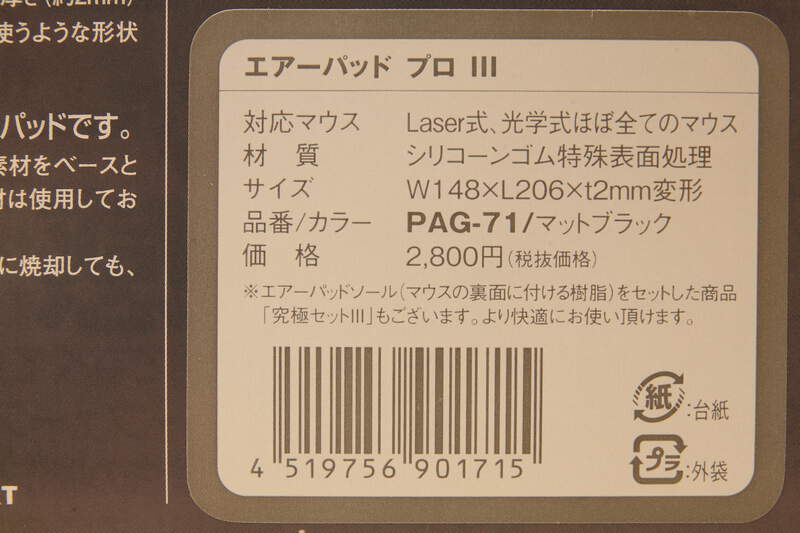 厚さ(約2mm)
使うような形状
パッドです。
素材をベースと
材は使用してお
に焼却しても、
エアーパッド プロ III
対応マウス Laser式、光学式ほぼ全てのマウス
材質 シリコーンゴム特殊表面処理
サイズ W148×L206×t2mm変形
品番/カラー PAG-71/マットブラック
価格 2,800円(税抜価格)
※エアーパッドソール(マウスの裏面に付ける樹脂)をセットした商品
「究極セットIII」もございます。より快適にお使い頂けます。
4 519756 901715
紙:台紙
プラ:外袋